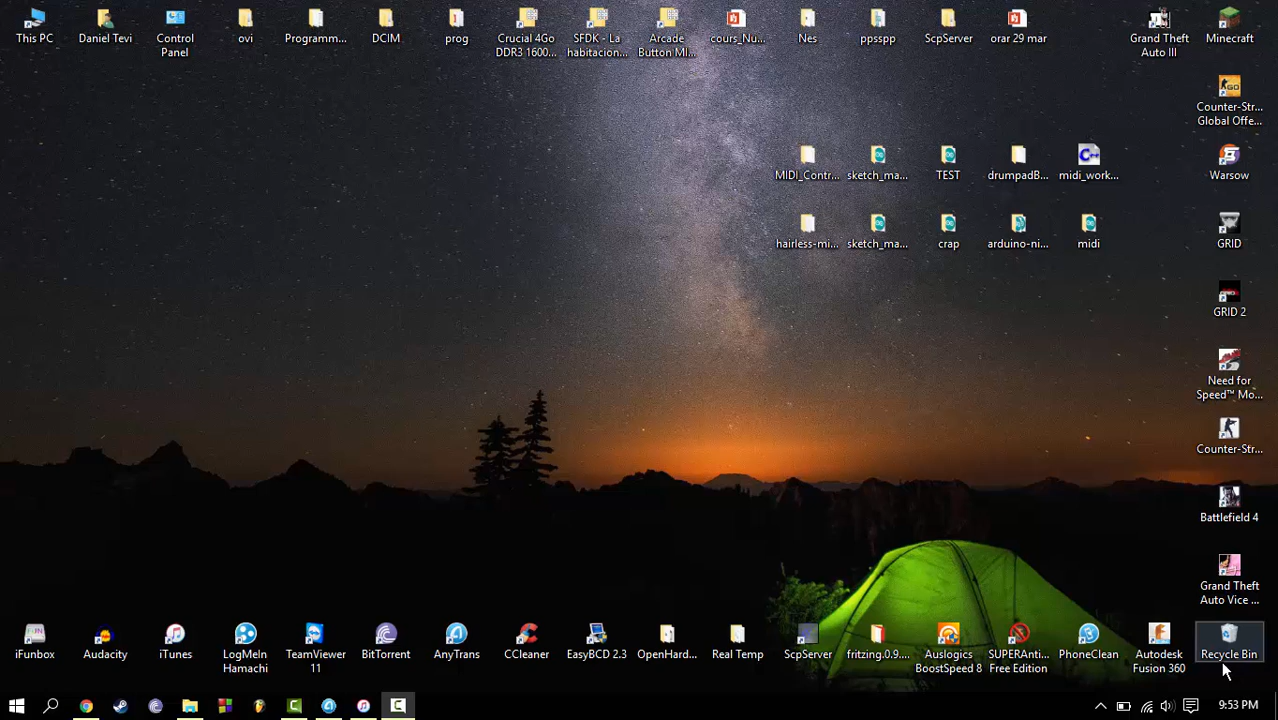 This PC
Daniel Tevi
Control
Panel
ovi
Programm...
DCIM
prog
Crucial 4Go
DDR3 1600...
SFDK - La
habitacion...
Arcade
Button MI...
cours_Nu...
Nes
ppsspp
ScpServer
orar 29 mar
Grand Theft
Auto III
Minecraft
GO
Counter-Str...
Global Offe...
MIDI_Contr...
sketch_ma...
TEST
drumpadB...
midi_work...
Warsow
hairless-mi...
sketch_ma...
crap
arduino-ni...
midi
GRID
GRID 2
Need for
Speed™ Mo...
Counter-Str...
Battlefield 4
Grand Theft
Auto Vice ...
iFunbox
Audacity
iTunes
LogMeIn
Hamachi
TeamViewer
11
BitTorrent
AnyTrans
CCleaner
EasyBCD 2.3
OpenHard...
Real Temp
ScpServer
fritzing.0.9....
Auslogics
BoostSpeed 8
SUPERAnti...
Free Edition
PhoneClean
Autodesk
Fusion 360
Recycle Bin
9:53 PM